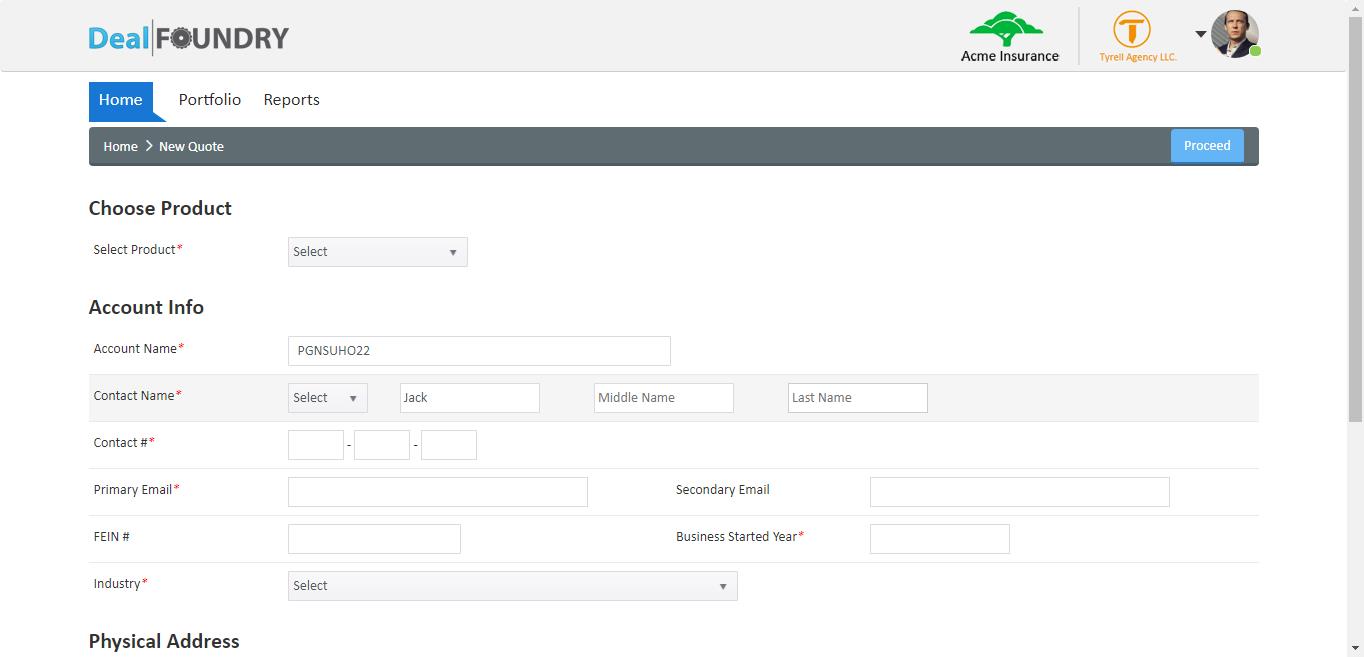 Deal FOUNDRY
Acme Insurance
Tyrell Agency LLC.
Home Portfolio Reports
Home New Quote Proceed
Choose Product
Select Product* Select
Account Info
Account Name* PGNSUHO22
Contact Name* Select Jack Middle Name Last Name
Contact #* - -
Primary Email* Secondary Email
FEIN # Business Started Year*
Industry* Select
Physical Address